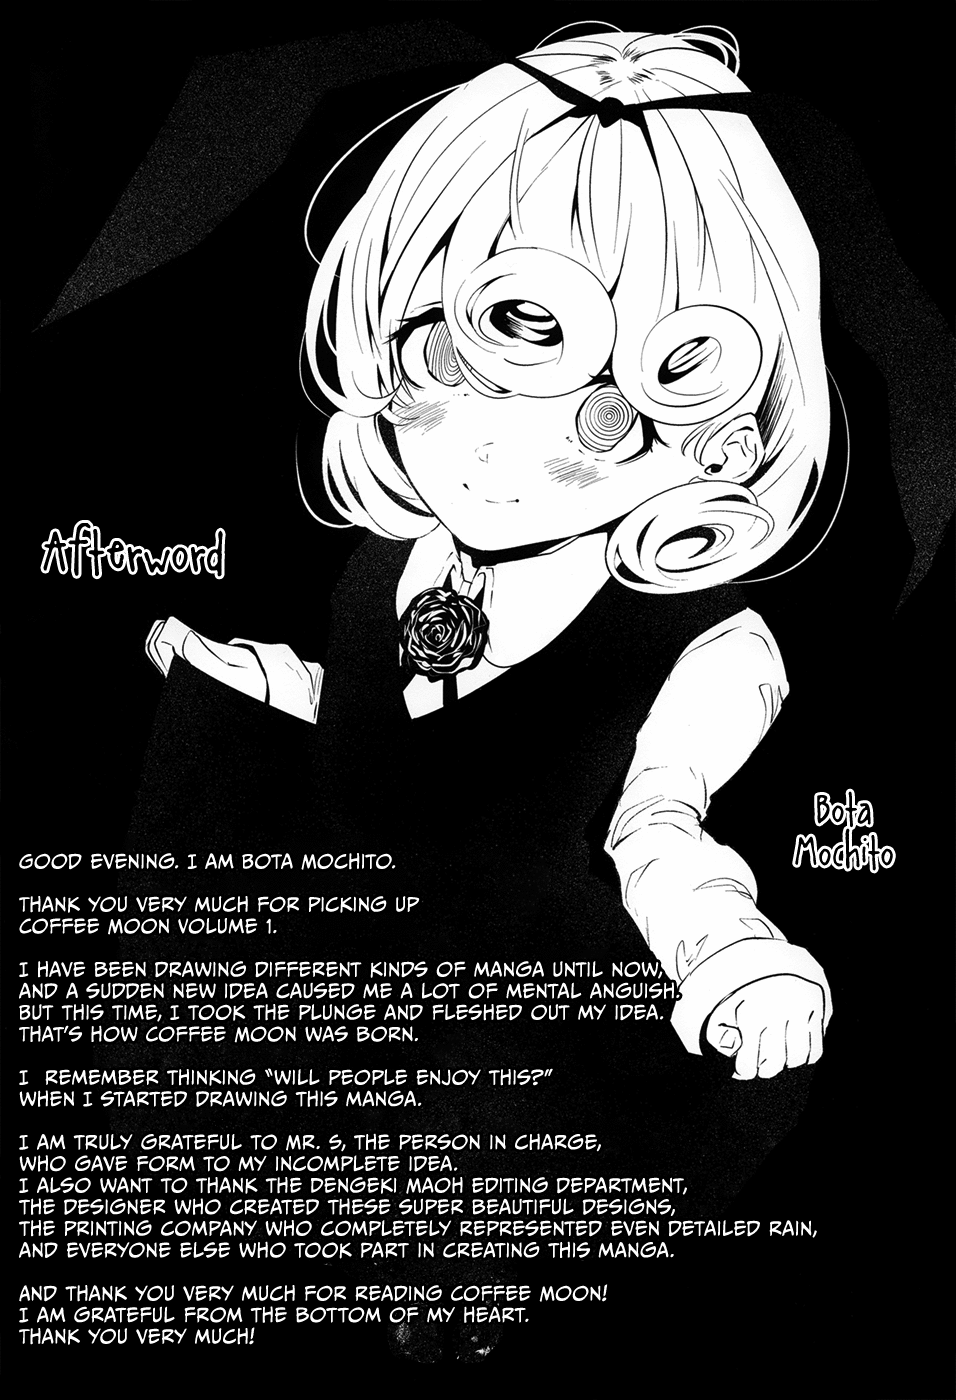 Afterword
Bota
Mochito
GOOD EVENING. I AM BOTA MOCHITO.
THANK YOU VERY MUCH FOR PICKING UP
COFFEE MOON VOLUME 1.
I HAVE BEEN DRAWING DIFFERENT KINDS OF MANGA UNTIL NOW,
AND A SUDDEN NEW IDEA CAUSED ME A LOT OF MENTAL ANGUISH.
BUT THIS TIME, I TOOK THE PLUNGE AND FLESHED OUT MY IDEA.
THAT'S HOW COFFEE MOON WAS BORN.
I REMEMBER THINKING "WILL PEOPLE ENJOY THIS?"
WHEN I STARTED DRAWING THIS MANGA.
I AM TRULY GRATEFUL TO MR. S, THE PERSON IN CHARGE,
WHO GAVE FORM TO MY INCOMPLETE IDEA.
I ALSO WANT TO THANK THE DENGEKI MAOH EDITING DEPARTMENT,
THE DESIGNER WHO CREATED THESE SUPER BEAUTIFUL DESIGNS,
THE PRINTING COMPANY WHO COMPLETELY REPRESENTED EVEN DETAILED RAIN,
AND EVERYONE ELSE WHO TOOK PART IN CREATING THIS MANGA.
AND THANK YOU VERY MUCH FOR READING COFFEE MOON!
I AM GRATEFUL FROM THE BOTTOM OF MY HEART.
THANK YOU VERY MUCH!